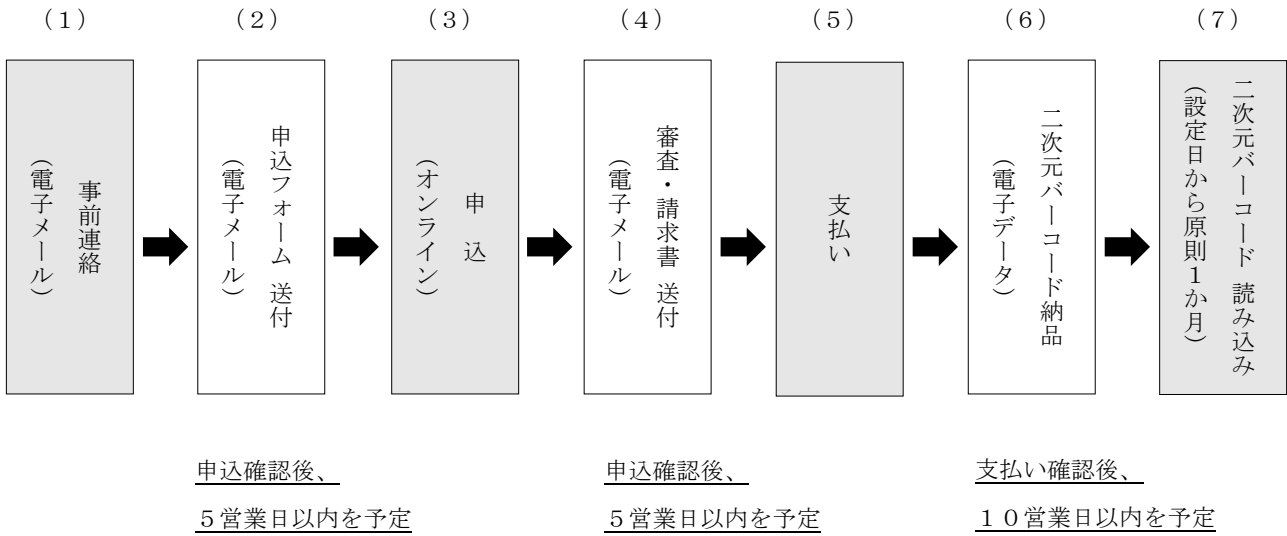 (1)
(2)
(3)
(4)
(5)
(6)
(7)
事前連絡
(電子メール)
申込フォーム 送付
(電子メール)
申 込
(オンライン)
審査・請求書 送付
(電子メール)
支払い
二次元バーコード納品
(電子データ)
二次元バーコード 読み込み
(設定日から原則1か月)
申込確認後、
５営業日以内を予定
申込確認後、
５営業日以内を予定
支払い確認後、
１０営業日以内を予定